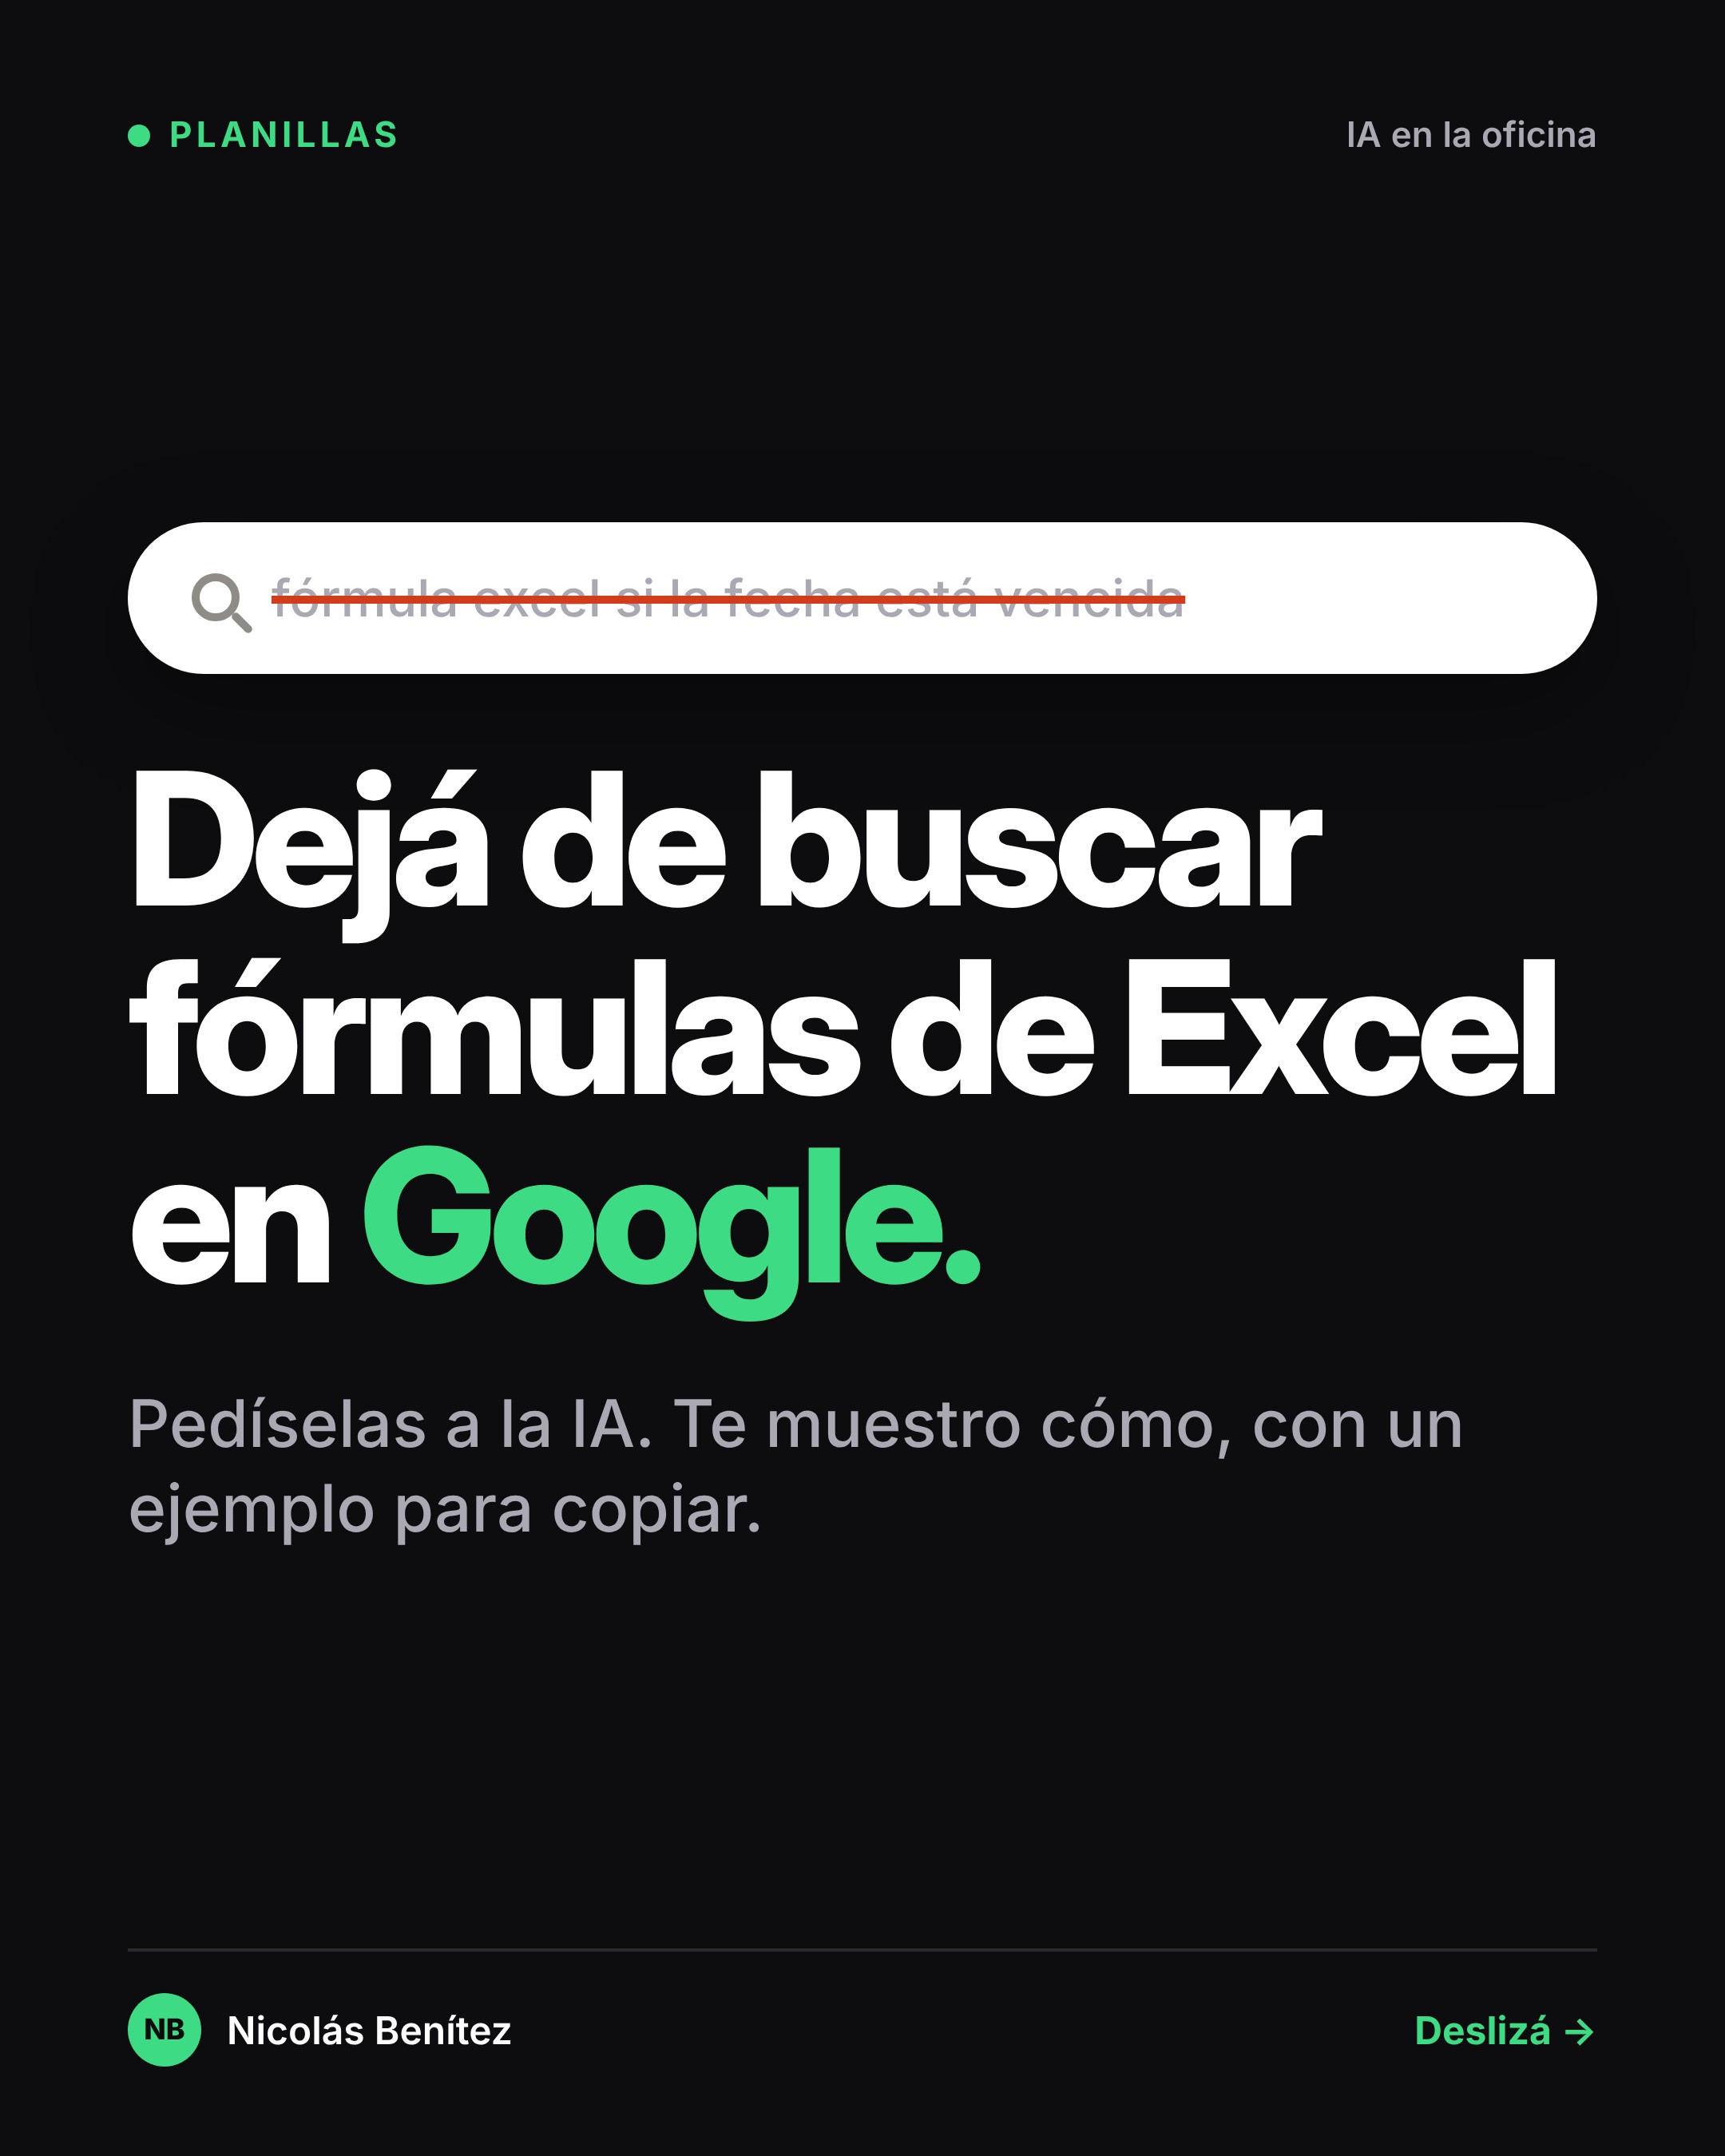 PLANILLAS
IA en la oficina
fórmula excel si la fecha está vencida
Dejá de buscar
fórmulas de Excel
en Google.
Pedíselas a la IA. Te muestro cómo, con un
ejemplo para copiar.
NB
Nicolás Benítez
Deslizá →